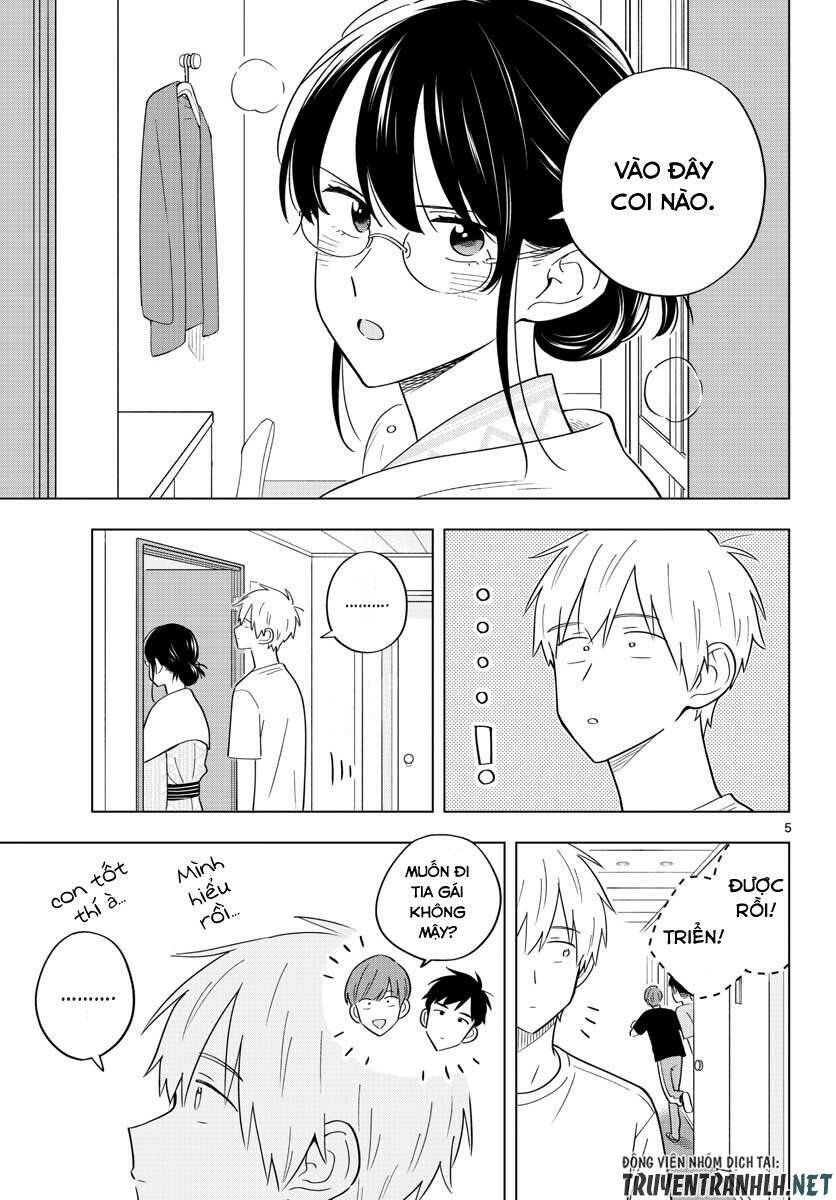 VÀO ĐÂY
COI NÀO.
...........
5
ĐƯỢC
RỒI!
TRIỂN!
MUỐN ĐI
TIA GÁI
KHÔNG
MẬY?
Mình
hiểu
rồi...
con tốt
thí à...
...........
ĐỘNG VIÊN NHÓM DỊCH TẠI:
TRUYENTRANHLH.NET